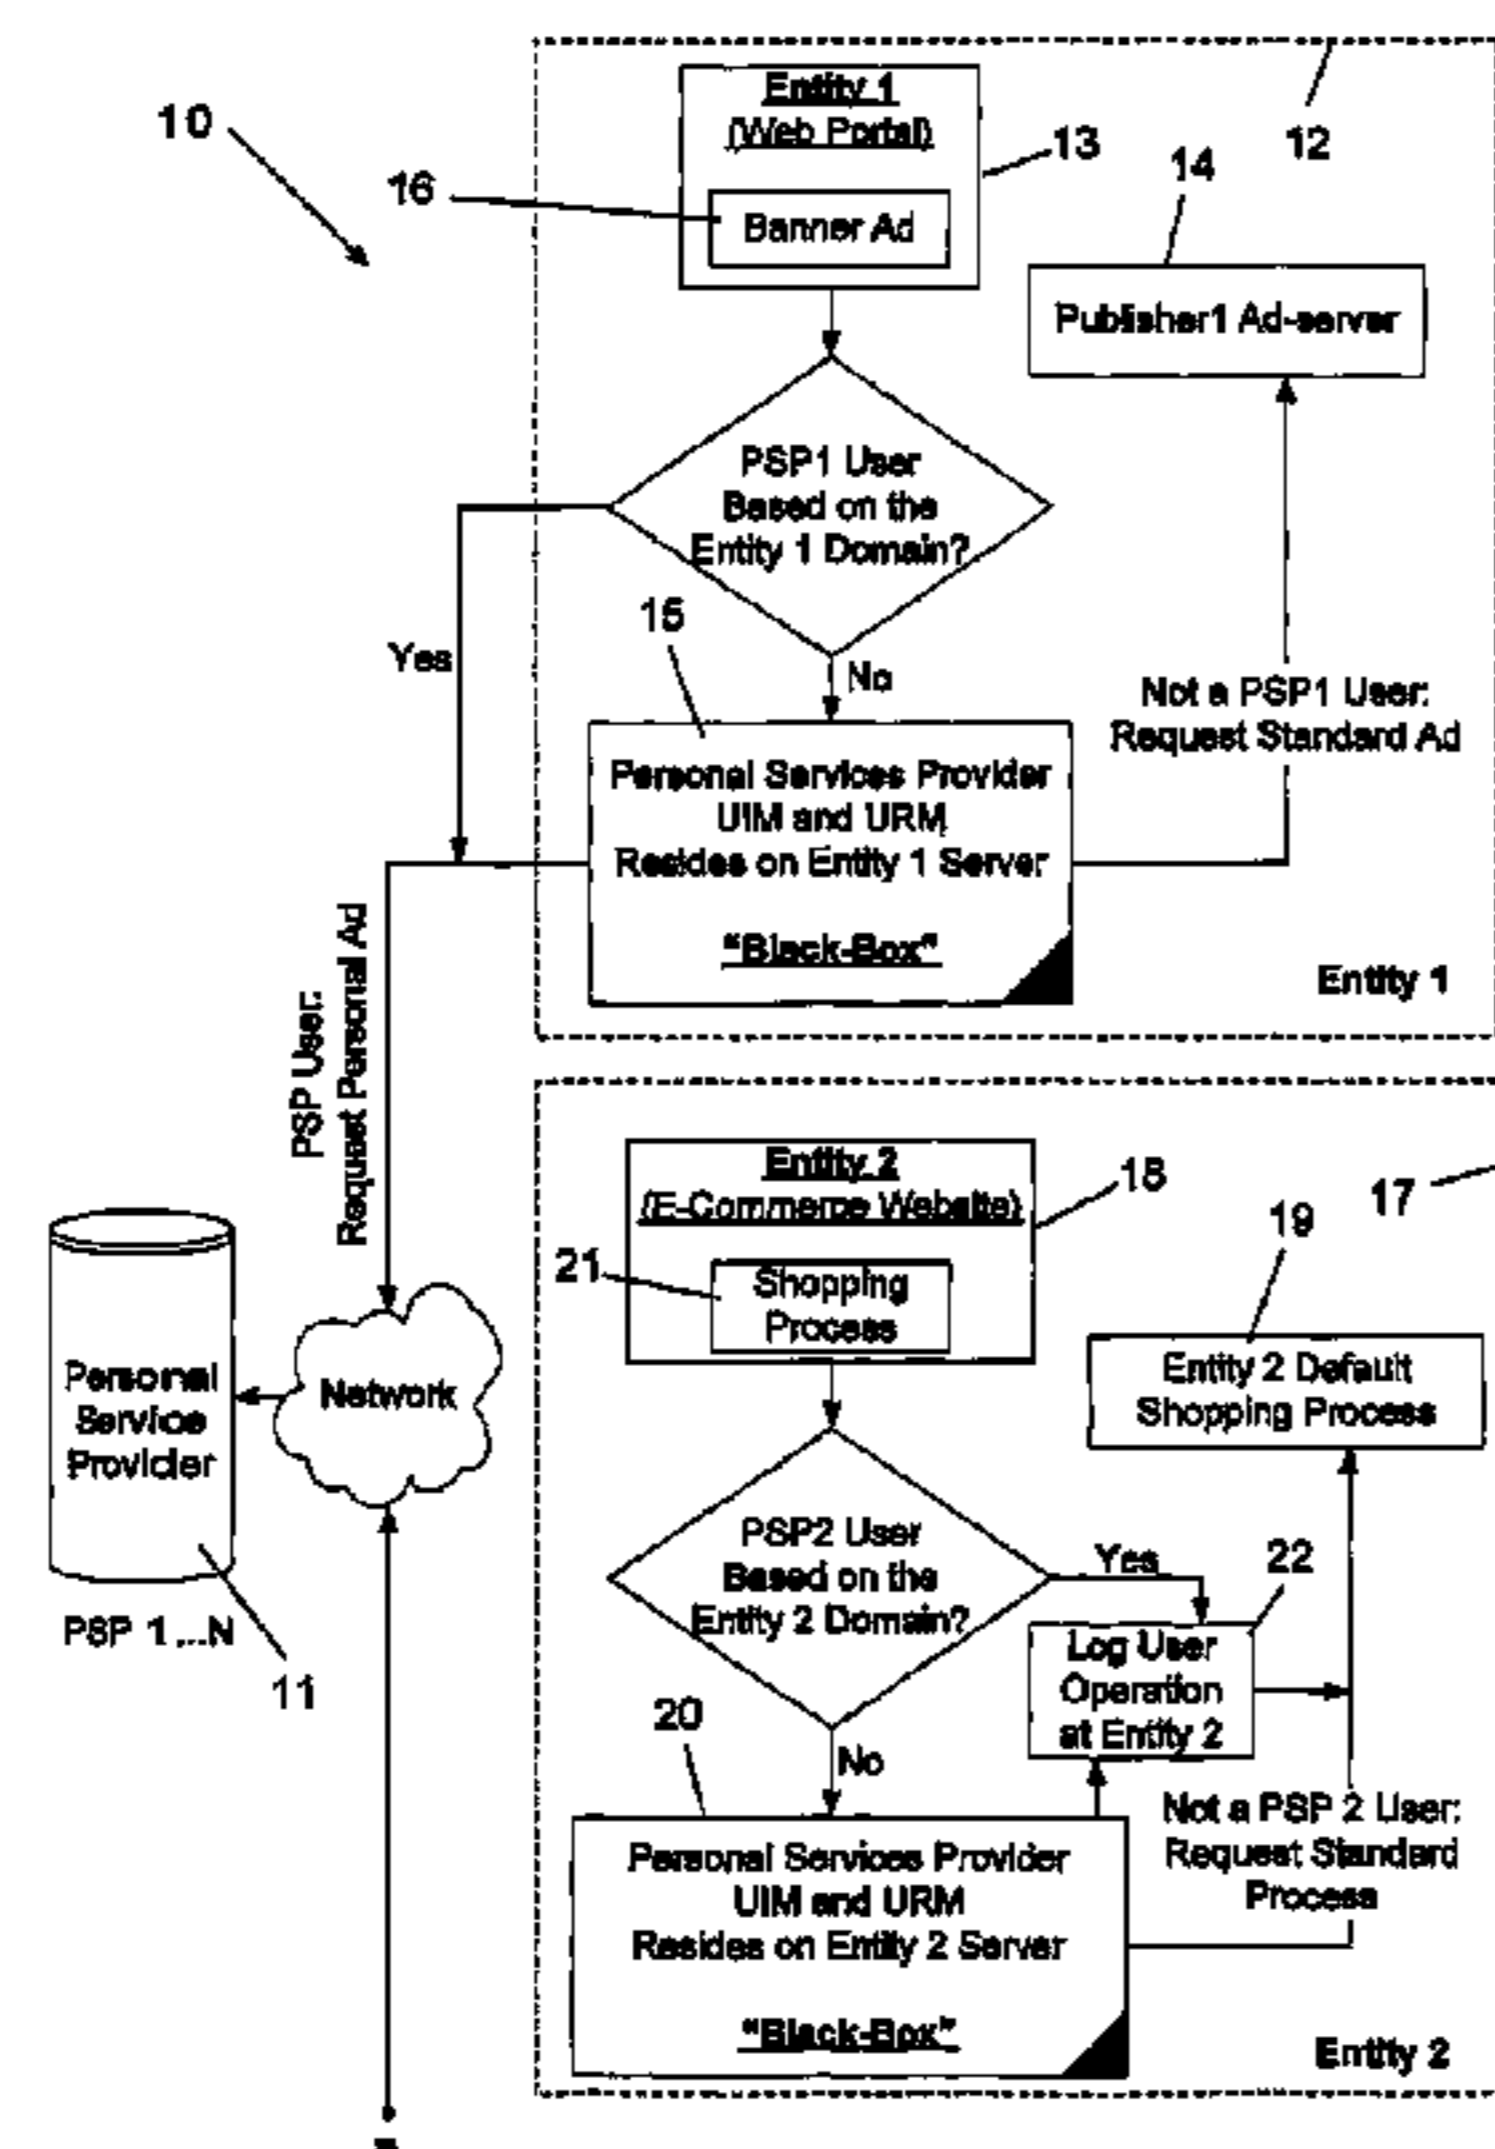 10
12
Entity 1
(Web Portal)
13
14
16
Banner Ad
Publisher1 Ad-server
PSP1 User
Based on the
Entity 1 Domain?
15
Yes
No
Not a PSP1 User:
Request Standard Ad
Personal Services Provider
UIM and URM
Resides on Entity 1 Server
"Black-Box"
Entity 1
PSP User:
Request Personal Ad
Entity 2
(E-Commerce Website)
18
17
19
21
Shopping
Process
Entity 2 Default
Shopping Process
Personal
Service
Provider
Network
PSP 1...N
11
PSP2 User
Based on the
Entity 2 Domain?
Yes
22
Log User
Operation
at Entity 2
20
No
Not a PSP 2 User:
Request Standard
Process
Personal Services Provider
UIM and URM
Resides on Entity 2 Server
"Black-Box"
Entity 2